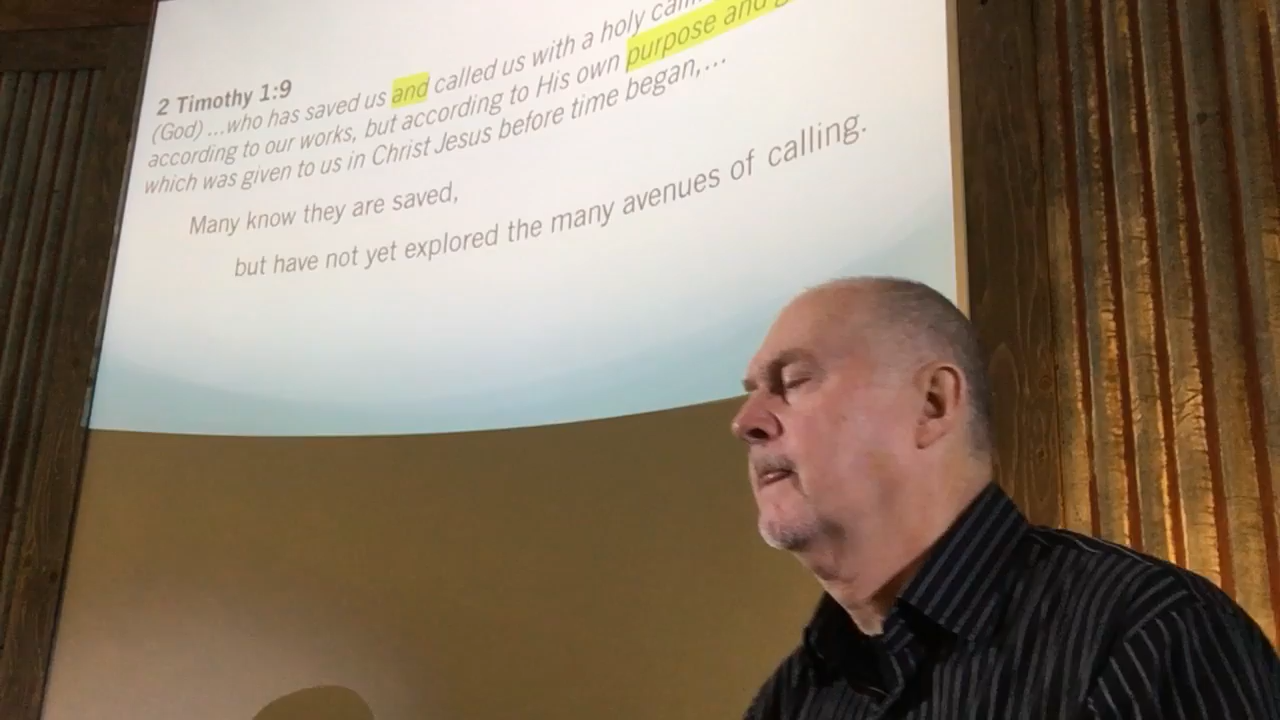 2 Timothy 1:9
(God) ...who has saved us and called us with a holy
according to our works, but according to His own purpose and
which was given to us in Christ Jesus before time began,...
Many know they are saved,
but have not yet explored the many avenues of calling.